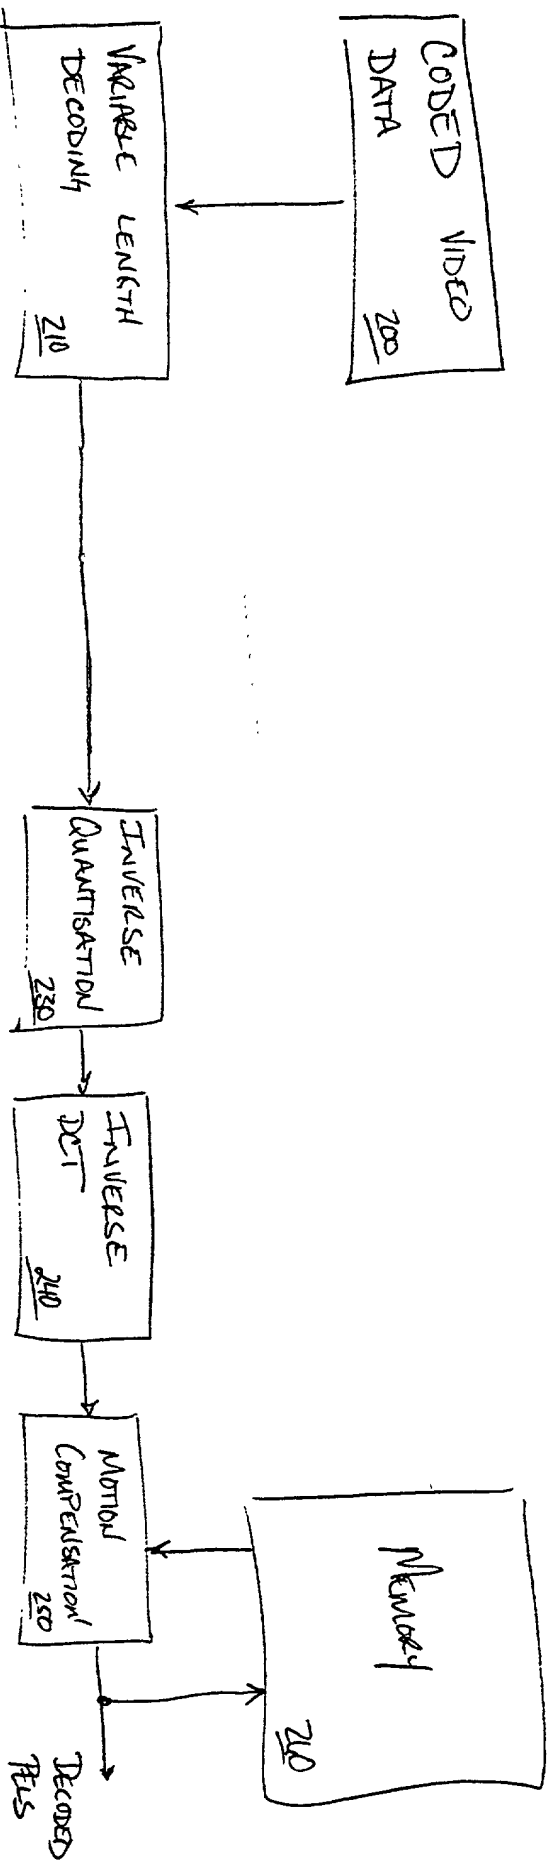 CODED VIDEO
DATA
200
VARIABLE LENGTH
DECODING
210
INVERSE
QUANTISATION
230
INVERSE
DCT
240
MOTION
COMPENSATION
250
MEMORY
260
DECODED
PELS